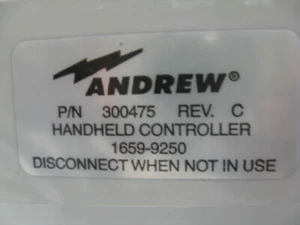 ANDREW®
P/N 300475 REV. C
HANDHELD CONTROLLER
1659-9250
DISCONNECT WHEN NOT IN USE